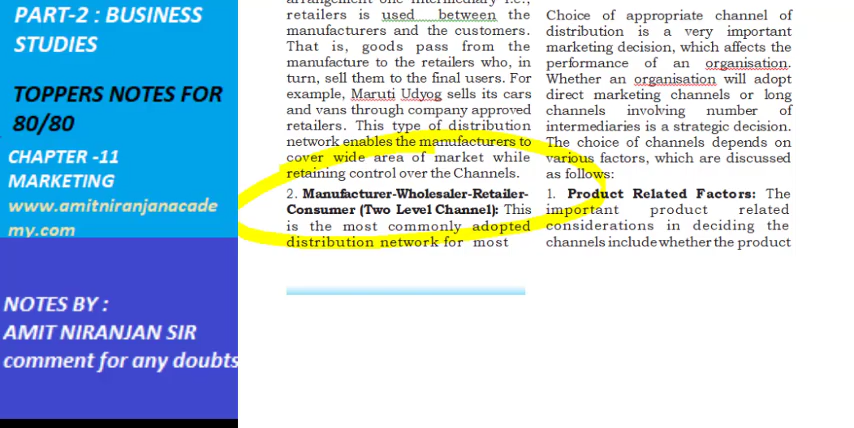 PART-2 : BUSINESS
STUDIES
TOPPERS NOTES FOR
80/80
CHAPTER -11
MARKETING
www.amitniranjanacade
my.com
NOTES BY :
AMIT NIRANJAN SIR
comment for any doubts
arrangement one intermediary i.e.,
retailers is used between the
manufacturers and the customers.
That is, goods pass from the
manufacture to the retailers who, in
turn, sell them to the final users. For
example, Maruti Udyog sells its cars
and vans through company approved
retailers. This type of distribution
network enables the manufacturers to
cover wide area of market while
retaining control over the Channels.
2. Manufacturer-Wholesaler-Retailer-
Consumer (Two Level Channel): This
is the most commonly adopted
distribution network for most
Choice of appropriate channel of
distribution is a very important
marketing decision, which affects the
performance of an organisation.
Whether an organisation will adopt
direct marketing channels or long
channels involving number of
intermediaries is a strategic decision.
The choice of channels depends on
various factors, which are discussed
as follows:
1. Product Related Factors: The
important product related
considerations in deciding the
channels include whether the product